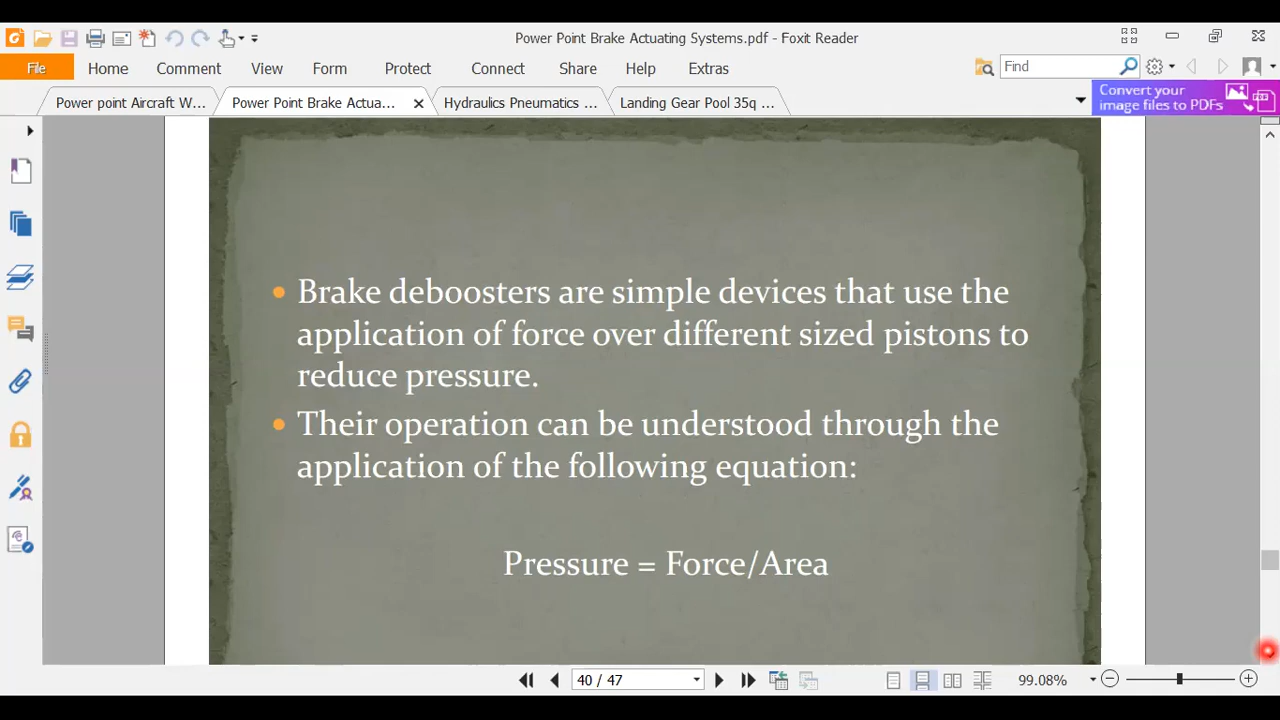 Power Point Brake Actuating Systems.pdf - Foxit Reader
File Home Comment View Form Protect Connect Share Help Extras Find
Power point Aircraft W... Power Point Brake Actua... Hydraulics Pneumatics ... Landing Gear Pool 35q ...
Convert your
image files to PDFs
Brake deboosters are simple devices that use the
application of force over different sized pistons to
reduce pressure.
Their operation can be understood through the
application of the following equation:
Pressure = Force/Area
40 / 47 99.08%